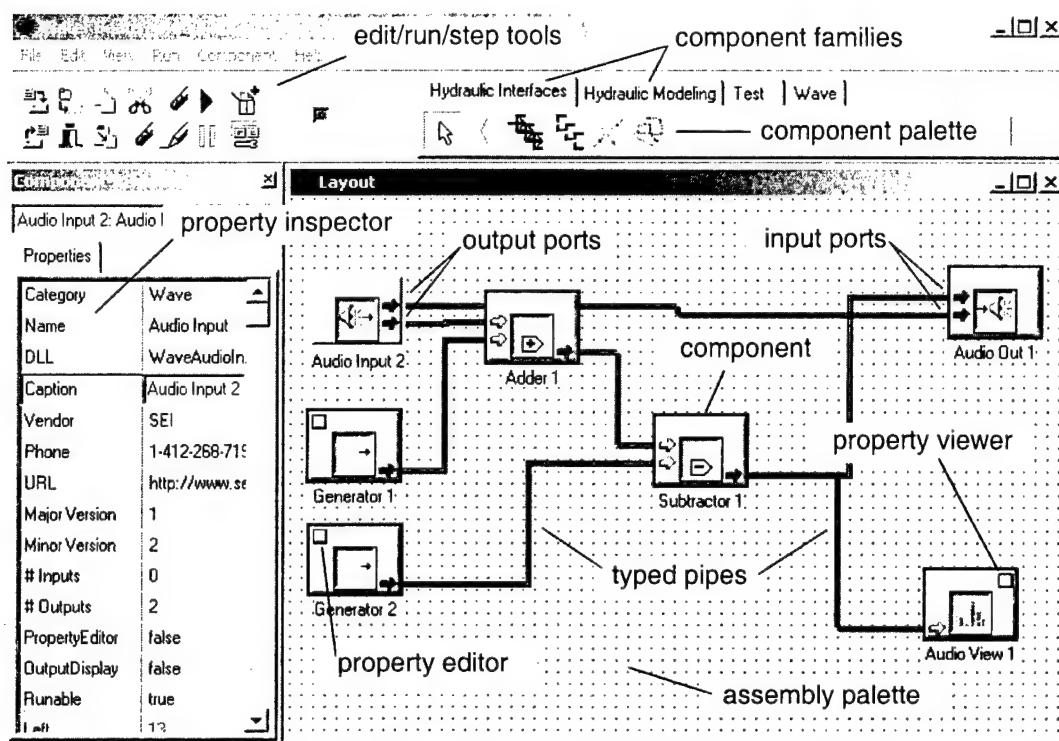 edit/run/step tools
component families
File Edit View Run Component Help
Hydraulic Interfaces Hydraulic Modeling Test Wave
component palette
Layout
Audio Input 2: Audio I
property inspector
Properties
Category Wave
Name Audio Input
DLL WaveAudioIn.
Caption Audio Input 2
Vendor SEI
Phone 1-412-268-719
URL http://www.se
Major Version 1
Minor Version 2
# Inputs 0
# Outputs 2
PropertyEditor false
OutputDisplay false
Runable true
Left 13
output ports
input ports
Audio Input 2
Adder 1
component
Audio Out 1
Generator 1
Subtractor 1
property viewer
Generator 2
typed pipes
property editor
Audio View 1
assembly palette